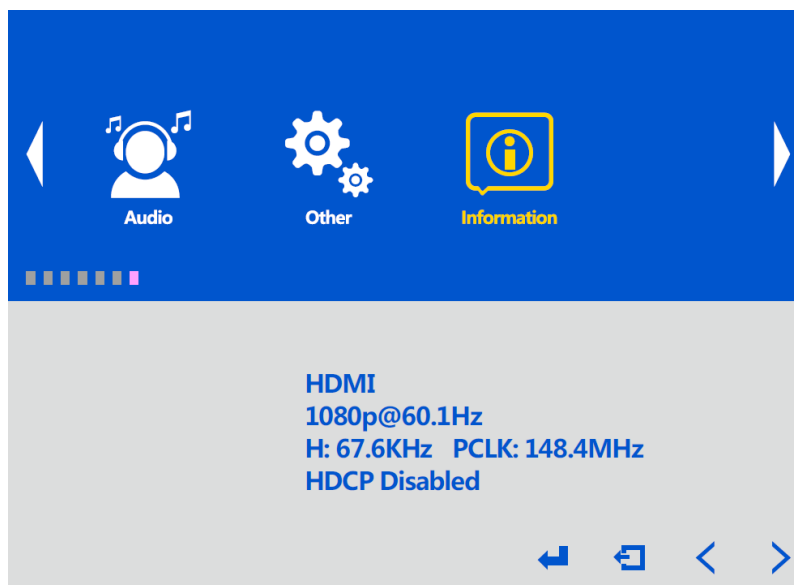 Audio
Other
Information
HDMI
1080p@60.1Hz
H: 67.6KHz PCLK: 148.4MHz
HDCP Disabled